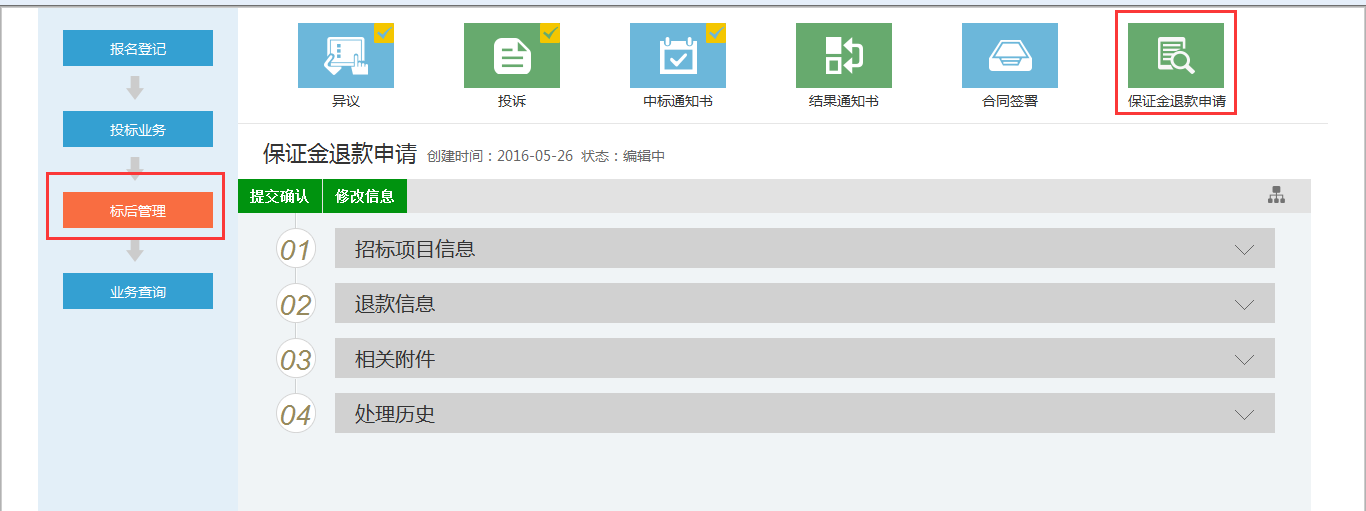 报名登记
投标业务
标后管理
业务查询
异议
投诉
中标通知书
结果通知书
合同签署
保证金退款申请
保证金退款申请 创建时间：2016-05-26 状态：编辑中
提交确认 修改信息
01 招标项目信息
02 退款信息
03 相关附件
04 处理历史